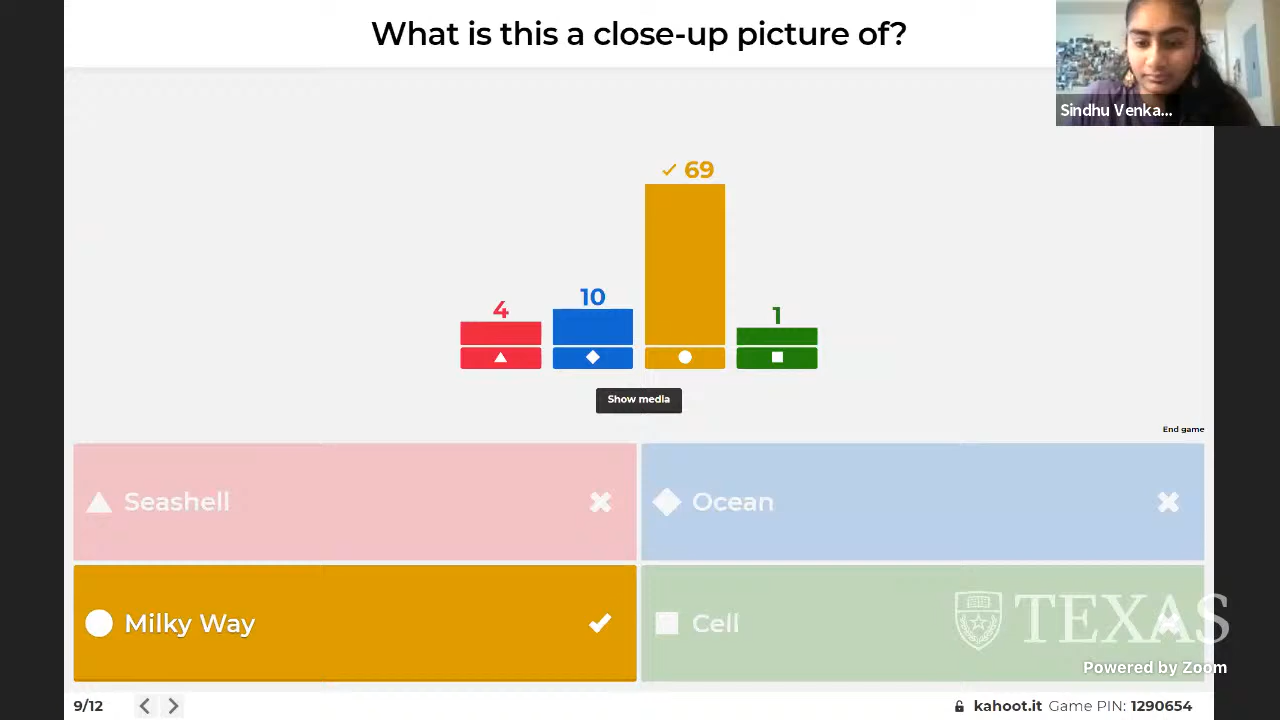 What is this a close-up picture of?
Sindhu Venka...
4
10
69
1
Show media
End game
Seashell
Ocean
Milky Way
Cell
TEXAS
Powered by Zoom
9/12
kahoot.it Game PIN: 1290654